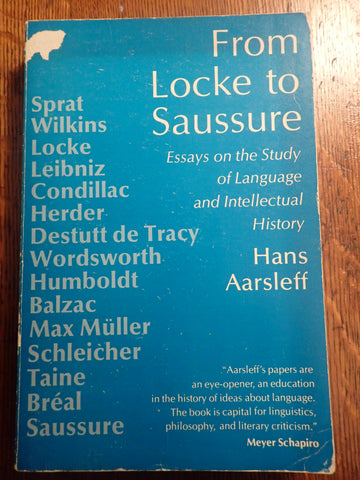 From
Locke to
Saussure
Essays on the Study
of Language
and Intellectual
History
Hans
Aarsleff
Sprat
Wilkins
Locke
Leibniz
Condillac
Herder
Destutt de Tracy
Wordsworth
Humboldt
Balzac
Max Müller
Schleicher
Taine
Bréal
Saussure
"Aarsleff's papers are
an eye-opener, an education
in the history of ideas about language.
The book is capital for linguistics,
philosophy, and literary criticism."
Meyer Schapiro